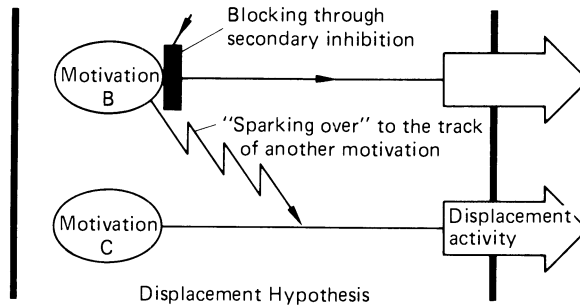 Blocking through
secondary inhibition
Motivation
B
"Sparking over" to the track
of another motivation
Motivation
C
Displacement
activity
Displacement Hypothesis